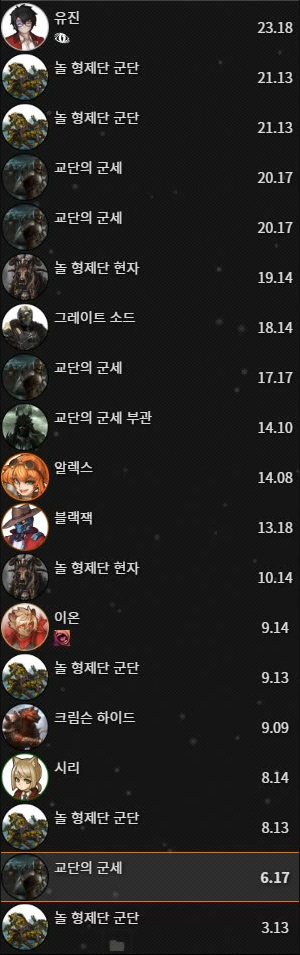 유진
23.18
놀 형제단 군단
21.13
놀 형제단 군단
21.13
교단의 군세
20.17
교단의 군세
20.17
놀 형제단 현자
19.14
그레이트 소드
18.14
교단의 군세
17.17
교단의 군세 부관
14.10
알렉스
14.08
블랙잭
13.18
놀 형제단 현자
10.14
이온
9.14
놀 형제단 군단
9.13
크림슨 하이드
9.09
시리
8.14
놀 형제단 군단
8.13
교단의 군세
6.17
놀 형제단 군단
3.13